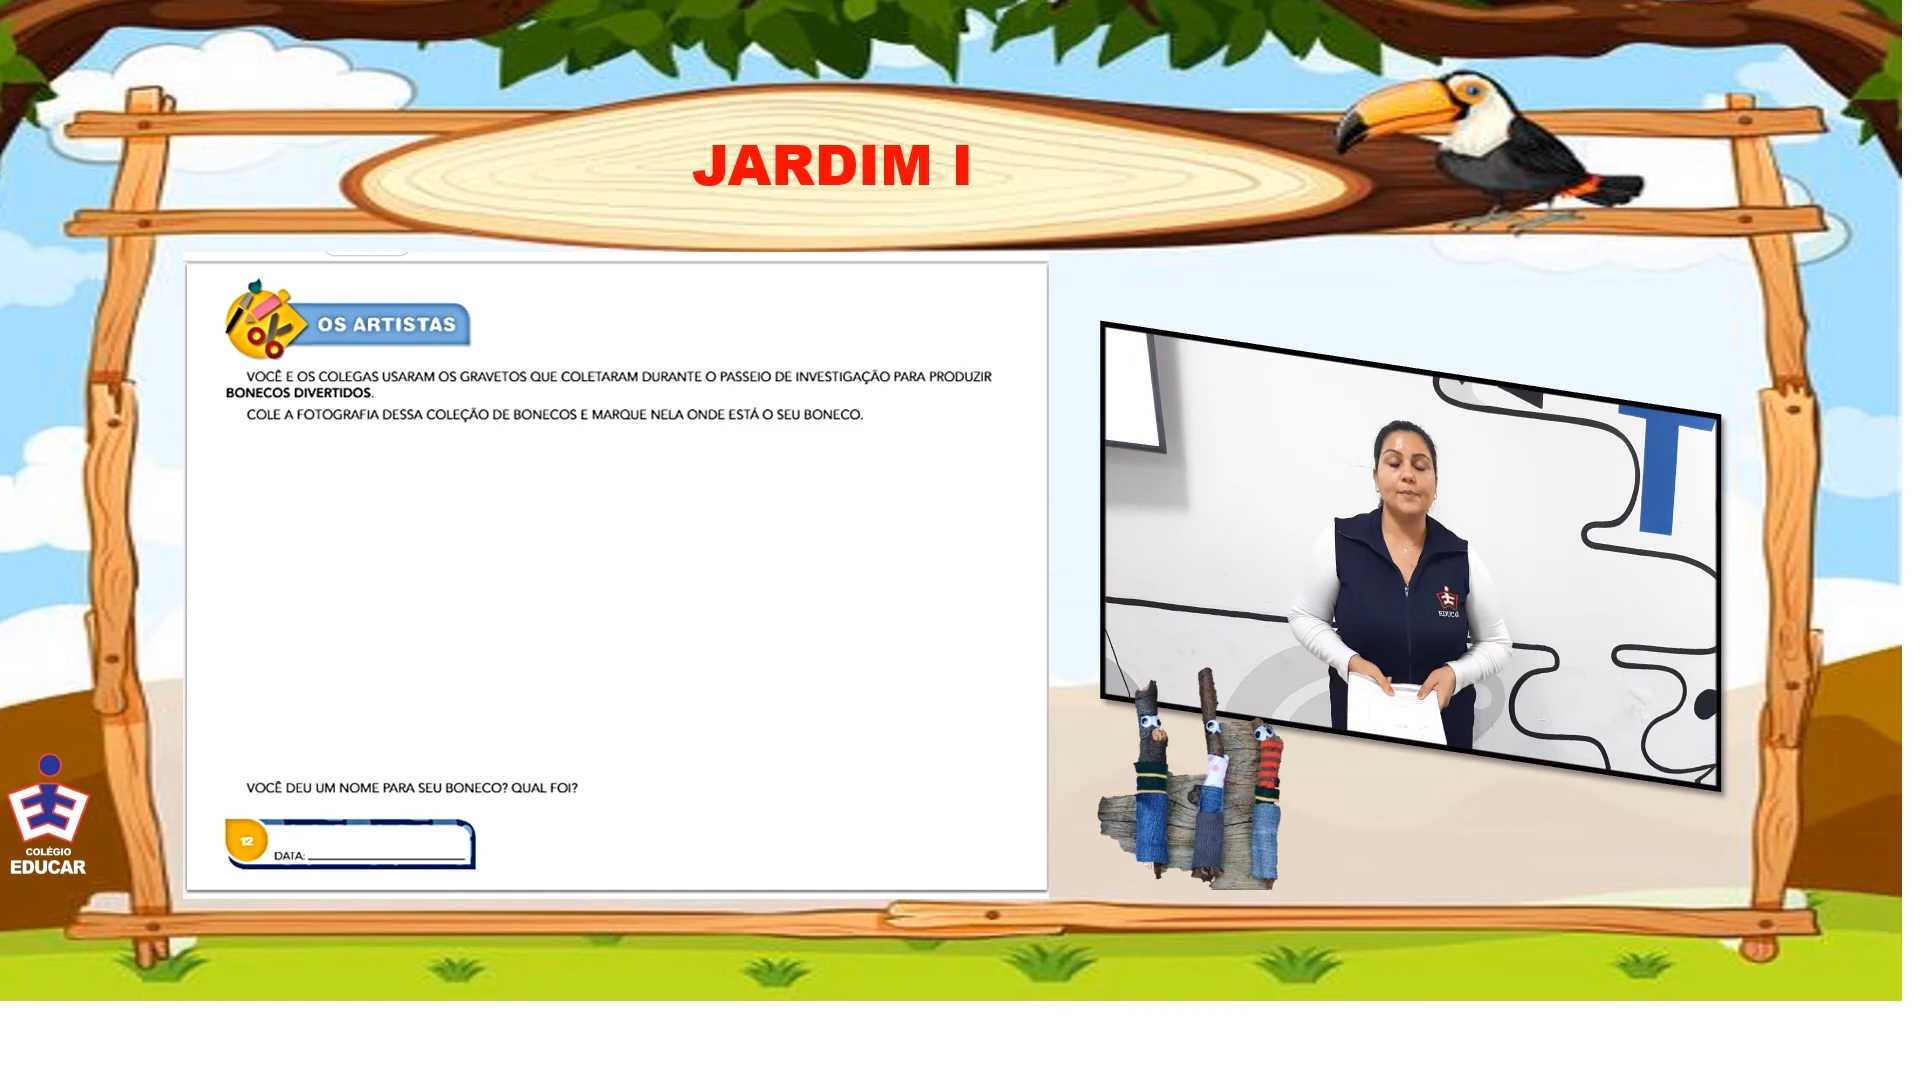 JARDIM I
OS ARTISTAS
VOCÊ E OS COLEGAS USARAM OS GRAVETOS QUE COLETARAM DURANTE O PASSEIO DE INVESTIGAÇÃO PARA PRODUZIR
BONECOS DIVERTIDOS.
COLE A FOTOGRAFIA DESSA COLEÇÃO DE BONECOS E MARQUE NELA ONDE ESTÁ O SEU BONECO.
VOCÊ DEU UM NOME PARA SEU BONECO? QUAL FOI?
12
DATA:
T
EDUCAR
COLÉGIO
EDUCAR